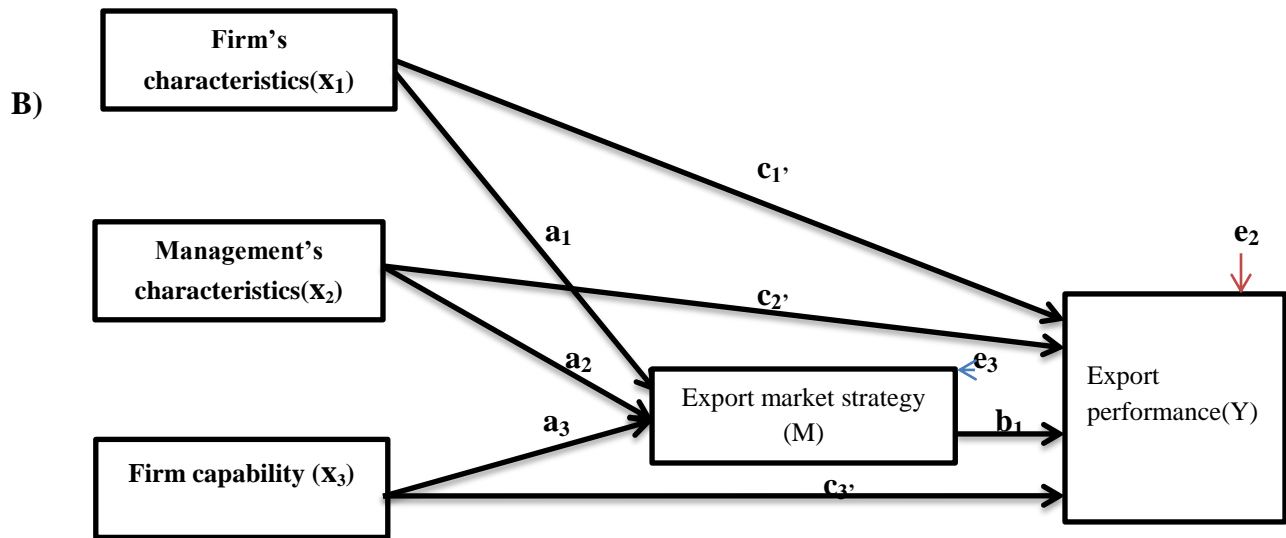 B)
Firm’s
characteristics(x₁)
c₁’
a₁
Management’s
characteristics(x₂)
c₂’
e₂
a₂
e₃
Export market strategy
(M)
Export
performance(Y)
a₃
b₁
Firm capability (x₃)
c₃’